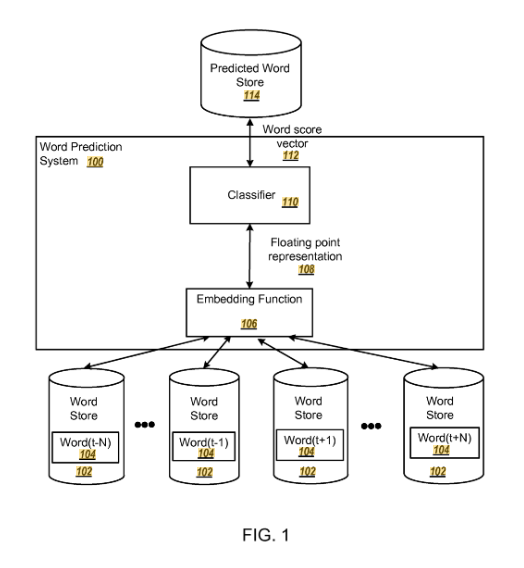 Predicted Word
Store
114
Word score
vector
112
Word Prediction
System 100
Classifier
110
Floating point
representation
108
Embedding Function
106
Word
Store
Word(t-N)
104
102
Word
Store
Word(t-1)
104
102
Word
Store
Word(t+1)
104
102
Word
Store
Word(t+N)
104
102
FIG. 1